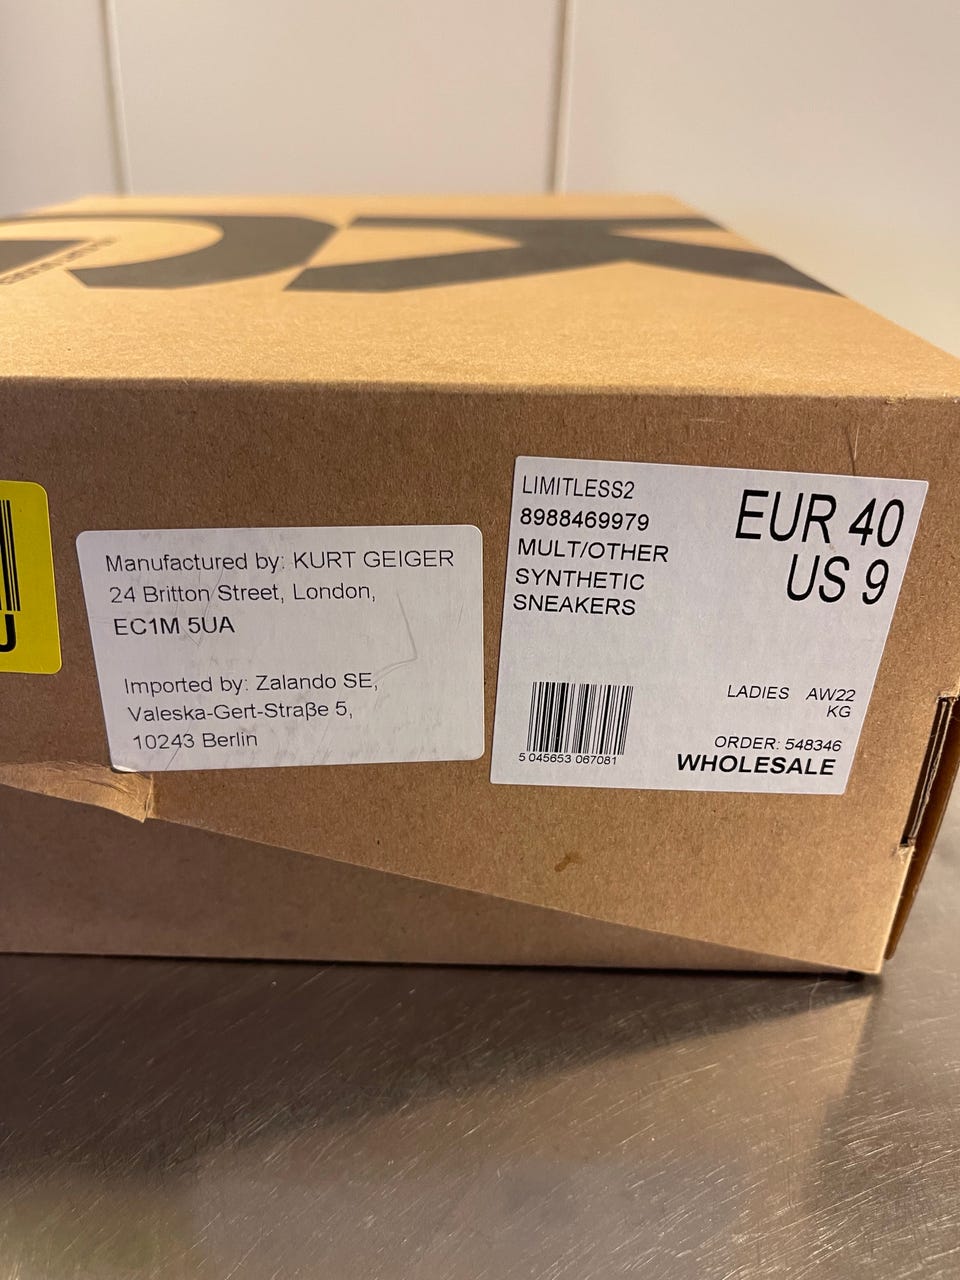 Manufactured by: KURT GEIGER
24 Britton Street, London,
EC1M 5UA
Imported by: Zalando SE,
Valeska-Gert-Straße 5,
10243 Berlin
LIMITLESS2
8988469979
MULT/OTHER
SYNTHETIC
SNEAKERS
EUR 40
US 9
LADIES AW22
KG
ORDER: 548346
WHOLESALE
5 045653 067081